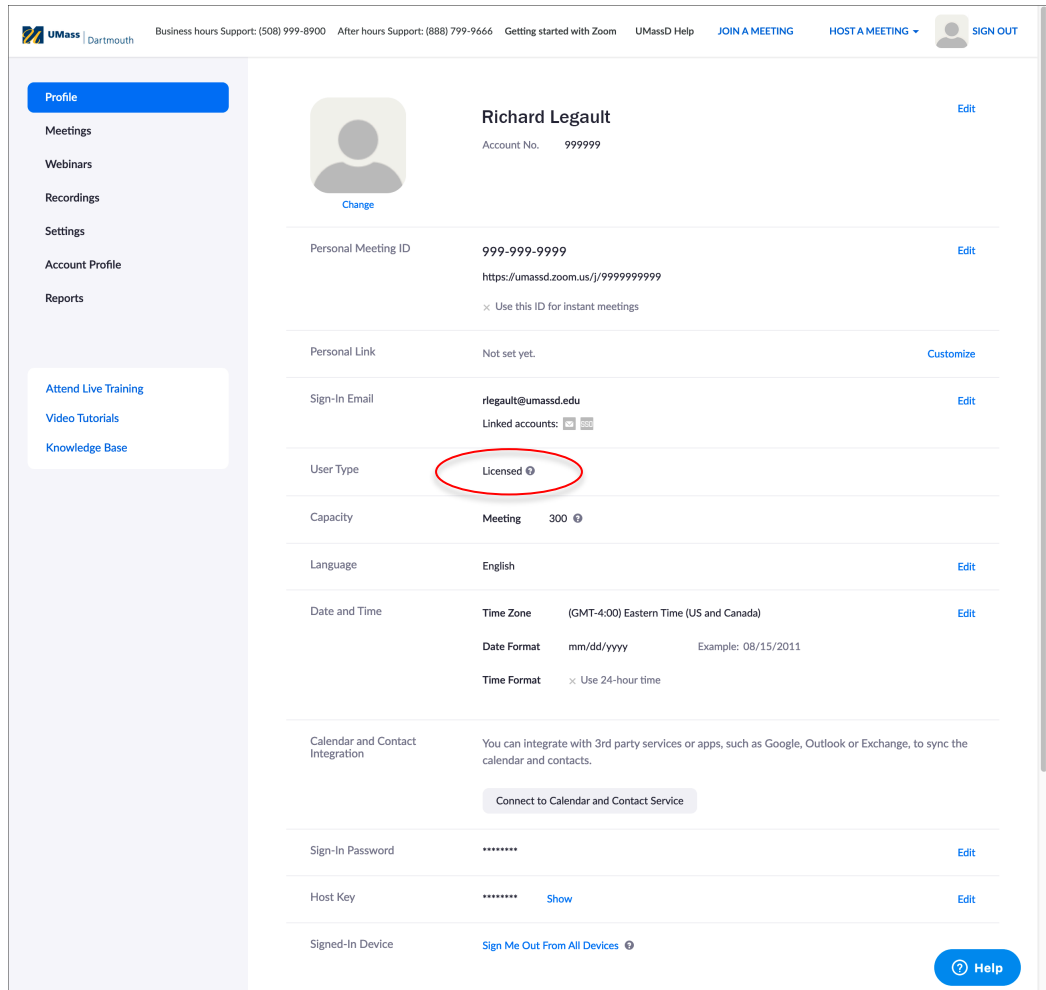 UMass | Dartmouth
Business hours Support: (508) 999-8900 After hours Support: (888) 799-9666 Getting started with Zoom UMassD Help JOIN A MEETING HOST A MEETING SIGN OUT
Profile
Meetings
Webinars
Recordings
Settings
Account Profile
Reports
Attend Live Training
Video Tutorials
Knowledge Base
Richard Legault Edit
Account No. 999999
Change
Personal Meeting ID 999-999-9999 Edit
https://umassd.zoom.us/j/9999999999
× Use this ID for instant meetings
Personal Link Not set yet. Customize
Sign-In Email rlegault@umassd.edu Edit
Linked accounts: SSO
User Type Licensed ?
Capacity Meeting 300 ?
Language English Edit
Date and Time Time Zone (GMT-4:00) Eastern Time (US and Canada) Edit
Date Format mm/dd/yyyy Example: 08/15/2011
Time Format × Use 24-hour time
Calendar and Contact
Integration
You can integrate with 3rd party services or apps, such as Google, Outlook or Exchange, to sync the
calendar and contacts.
Connect to Calendar and Contact Service
Sign-In Password ******** Edit
Host Key ******** Show Edit
Signed-In Device Sign Me Out From All Devices ?
? Help